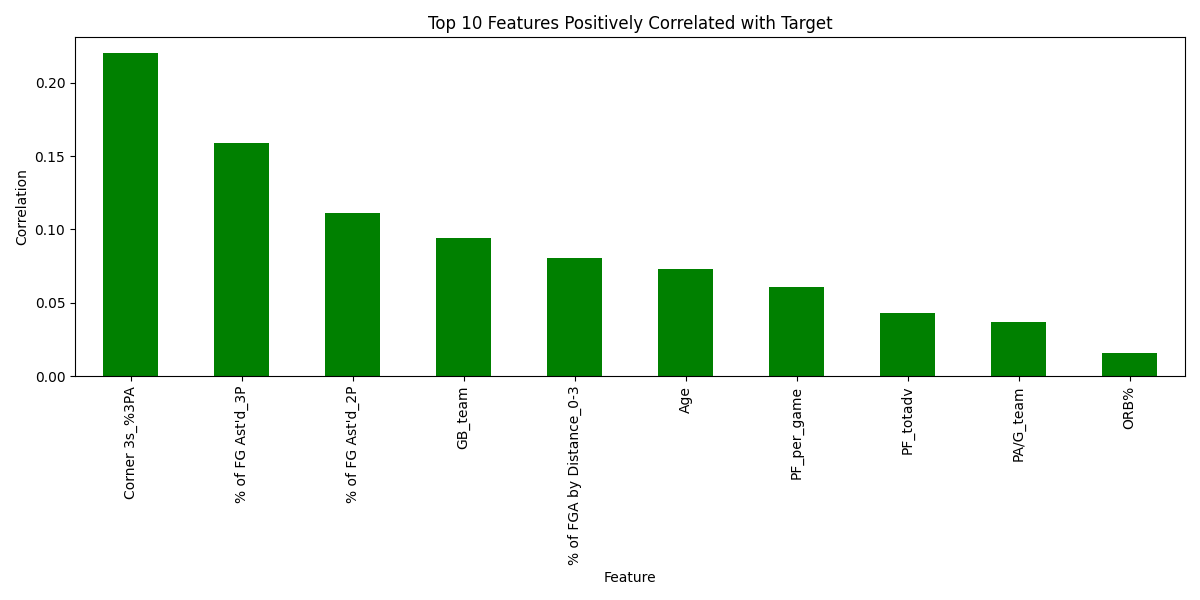 Top 10 Features Positively Correlated with Target
Correlation
0.20
0.15
0.10
0.05
0.00
Corner 3s_%3PA
% of FG Ast'd_3P
% of FG Ast'd_2P
GB_team
% of FGA by Distance_0-3
Age
PF_per_game
PF_totadv
PA/G_team
ORB%
Feature